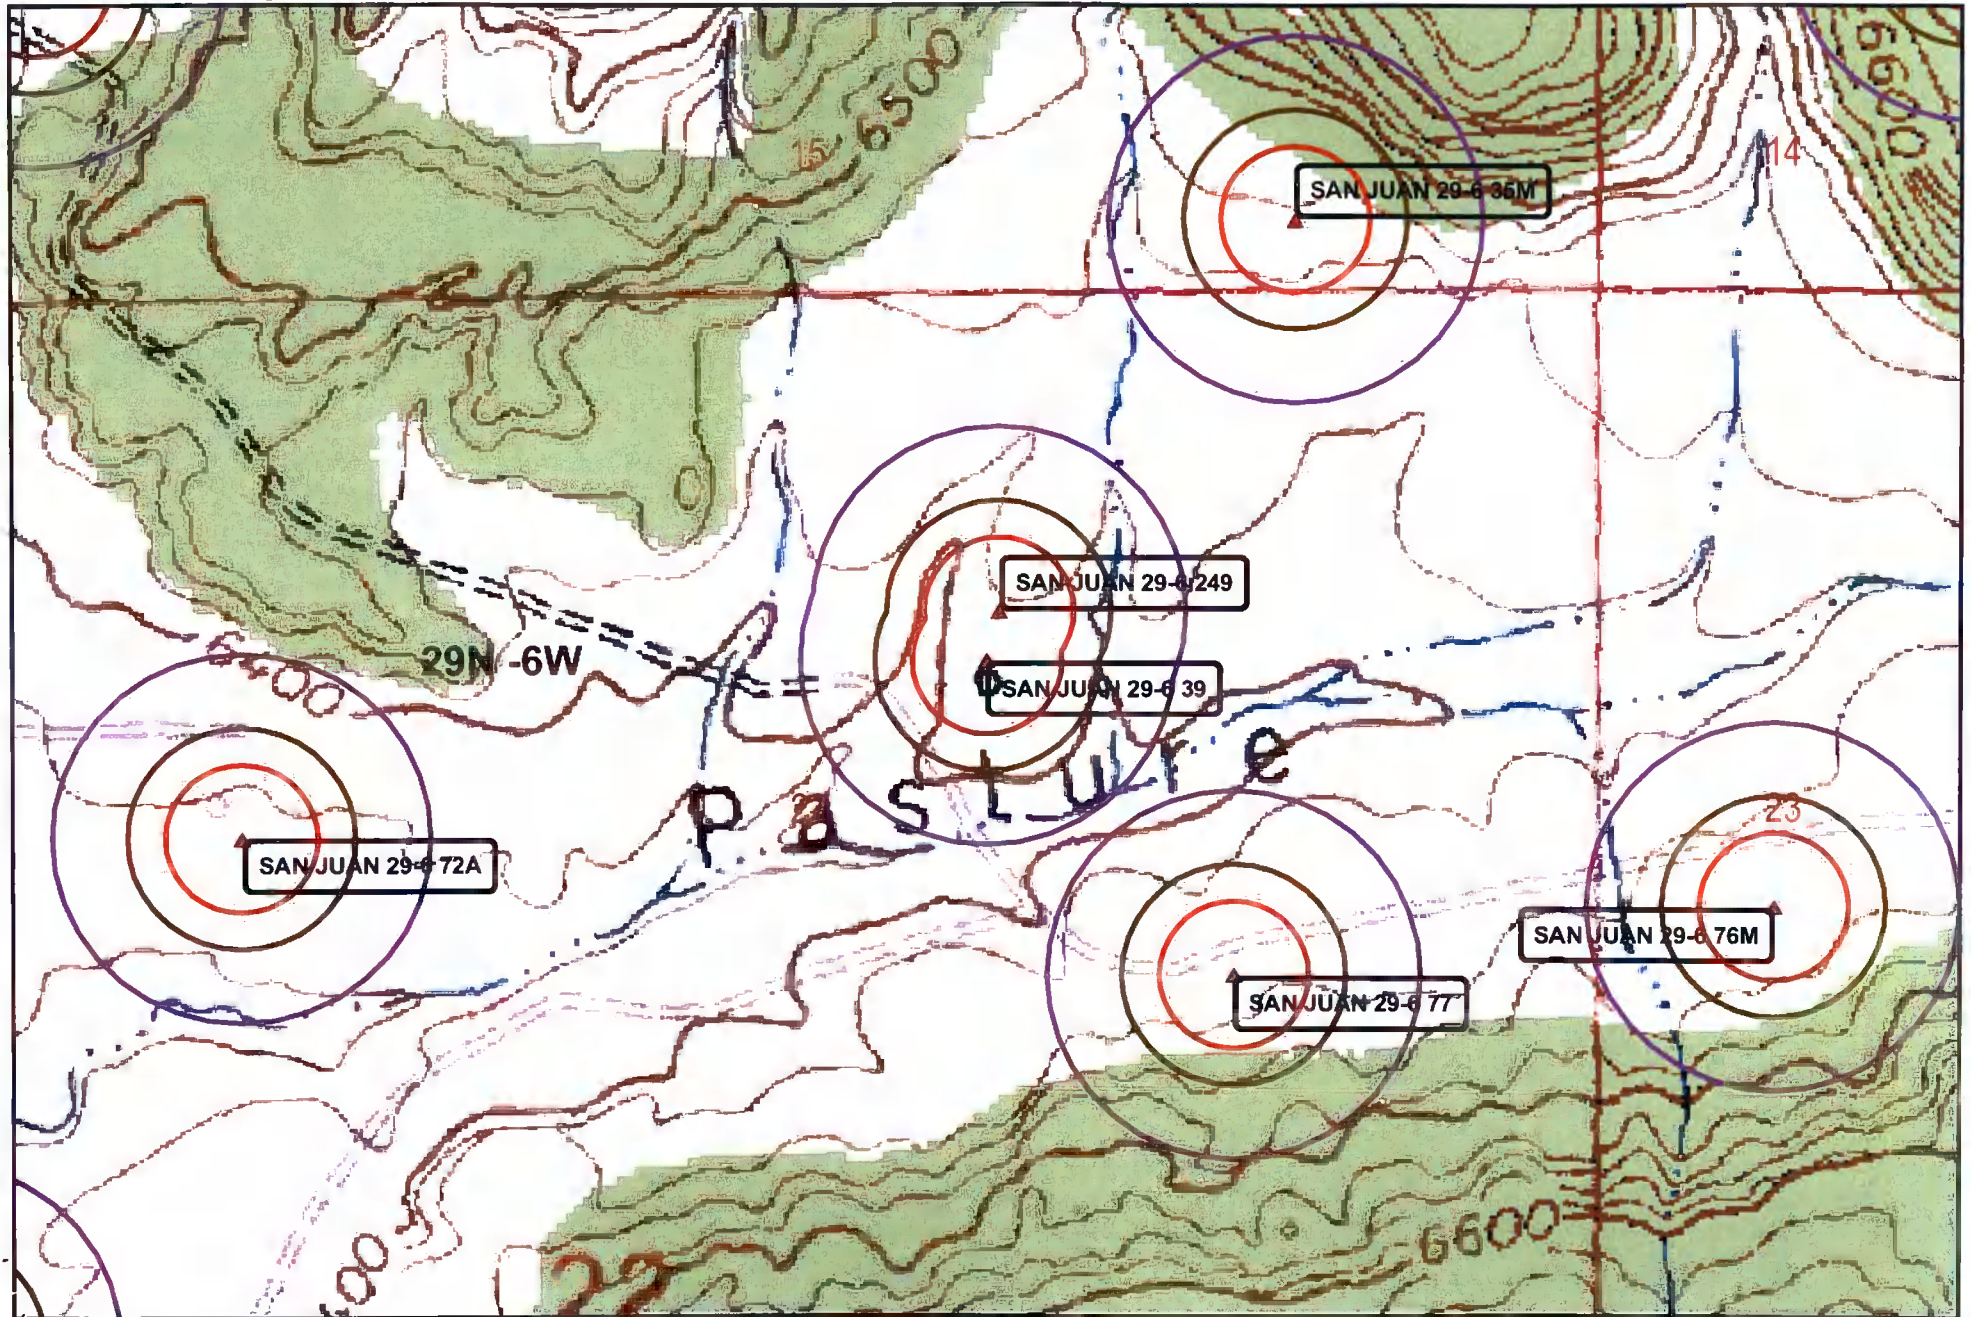 6500
6600
15
14
SAN JUAN 29-6 35M
SAN JUAN 29-6 249
29N -6W
SAN JUAN 29-6 39
6400
Pasture
23
SAN JUAN 29-6 72A
SAN JUAN 29-6 76M
SAN JUAN 29-6 77
6600
22